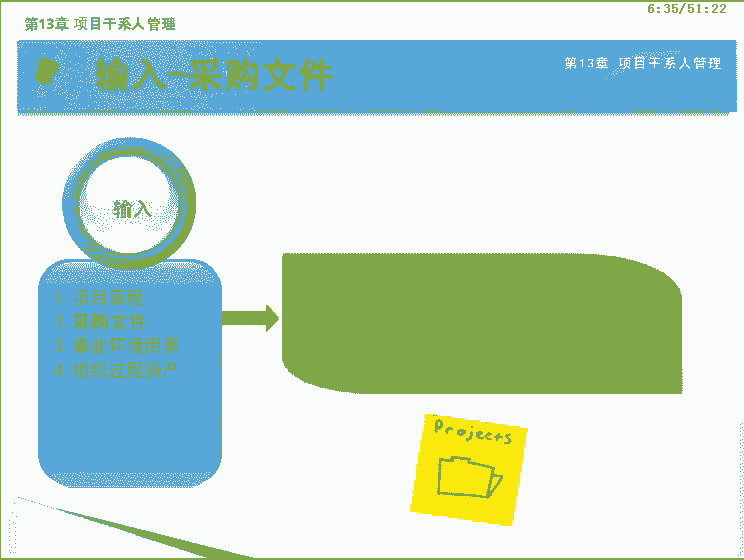 6:35/51:22
第13章 项目干系人管理
输入-采购文件
第13章 项目干系人管理
输入
1. 项目章程
2. 采购文件
3. 事业环境因素
4. 组织过程资产
Projects